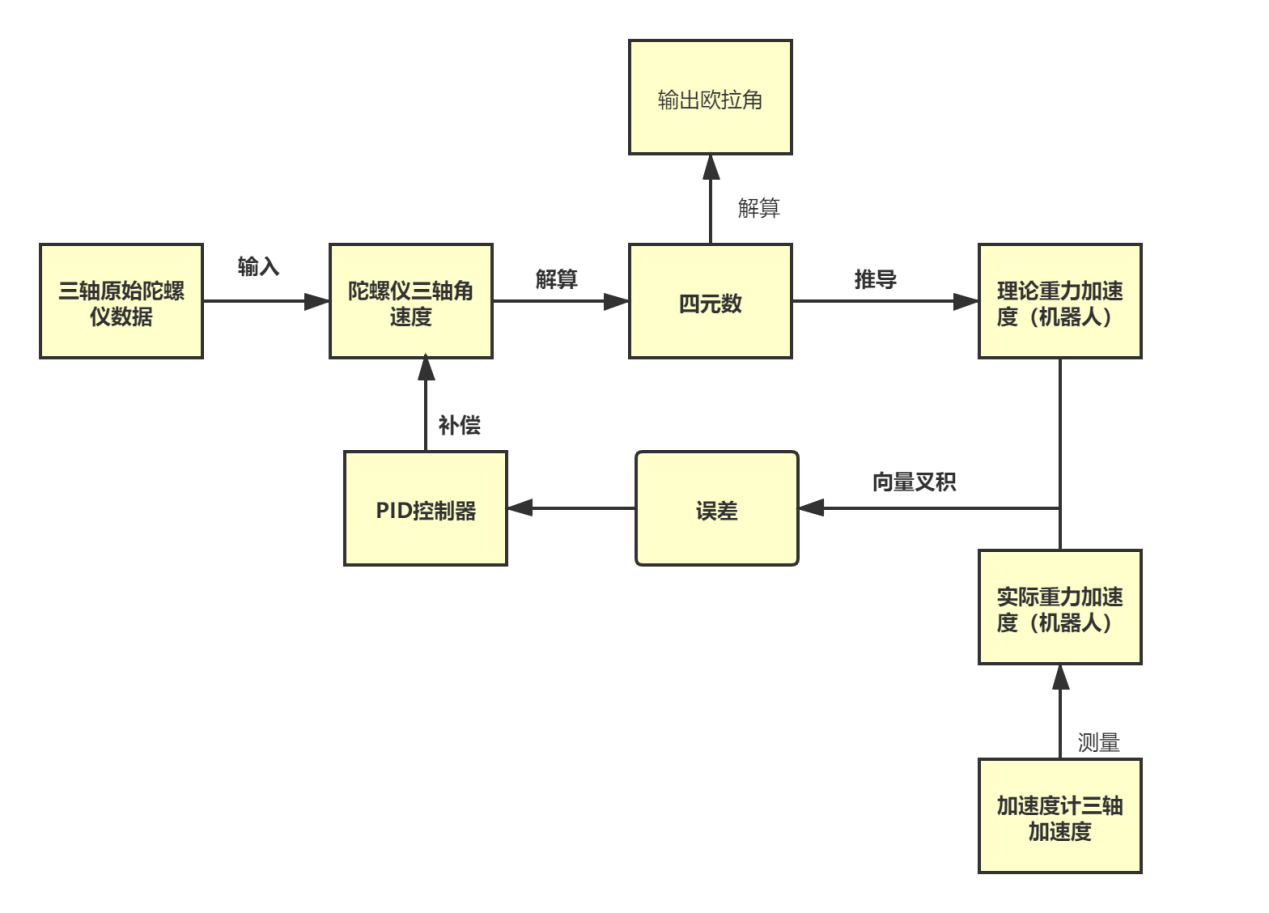 输出欧拉角
解算
三轴原始陀螺
仪数据
输入
陀螺仪三轴角
速度
解算
四元数
推导
理论重力加速
度（机器人）
补偿
PID控制器
误差
向量叉积
实际重力加速
度（机器人）
测量
加速度计三轴
加速度